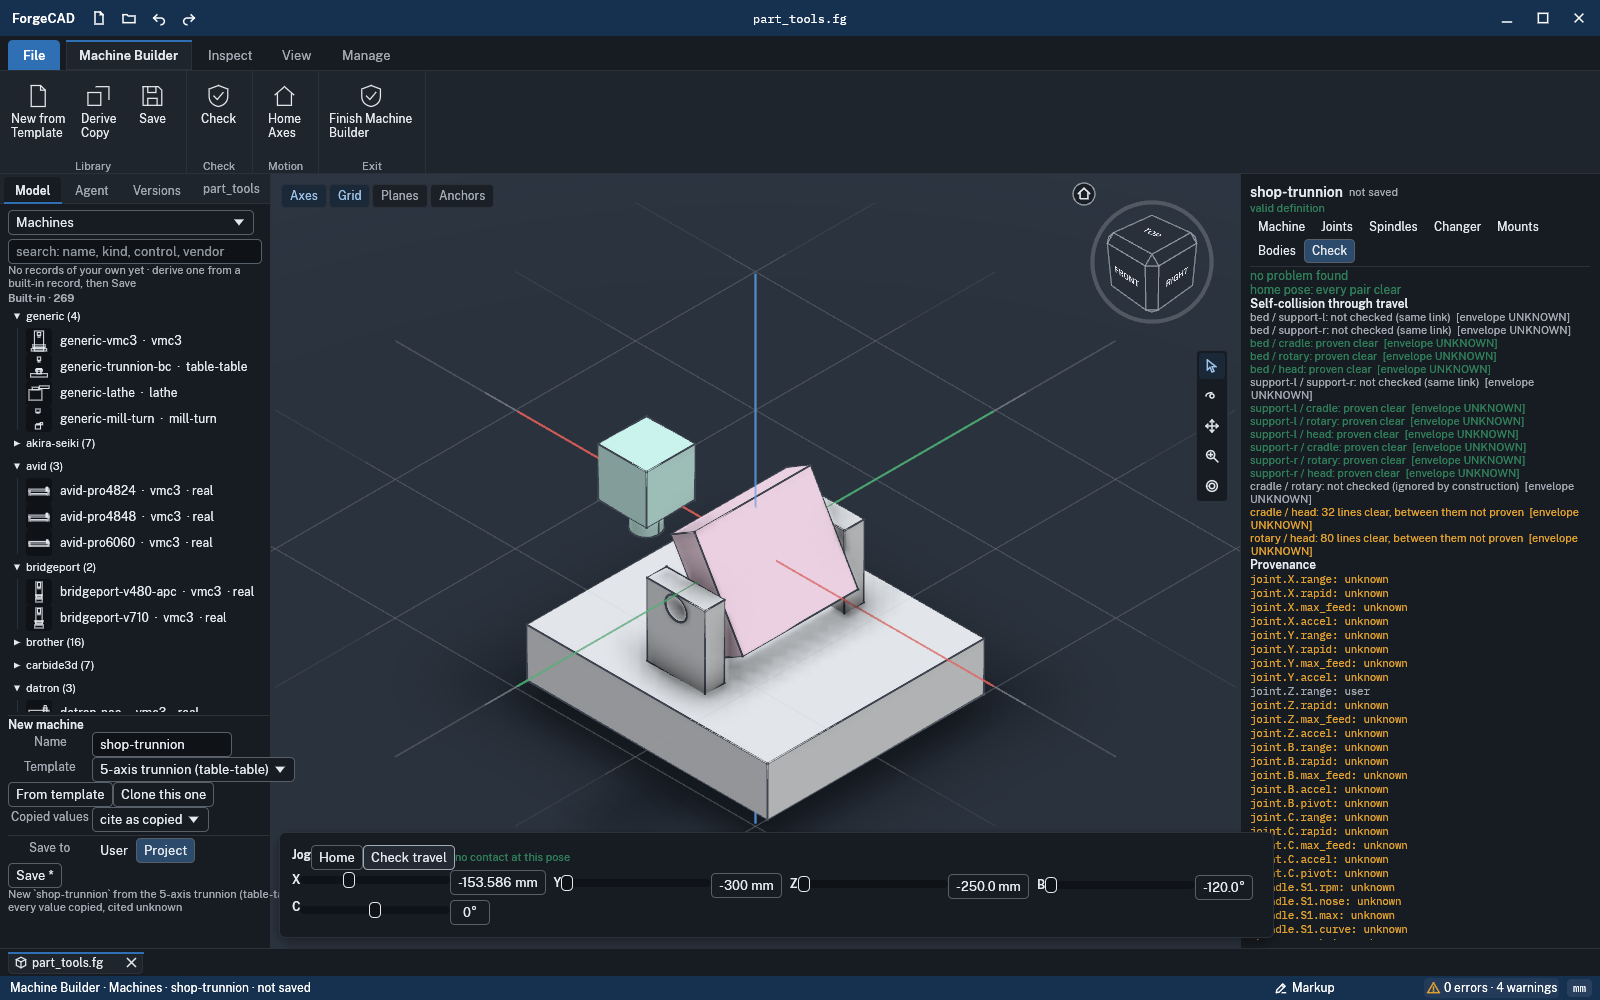 ForgeCAD
part_tools.fg
File
Machine Builder
Inspect
View
Manage
New from Template
Derive Copy
Save
Check
Home Axes
Finish Machine Builder
Library
Check
Motion
Exit
Model
Agent
Versions
part_tools
Machines
search: name, kind, control, vendor
No records of your own yet · derive one from a
built-in record, then Save
Built-in · 269
generic (4)
generic-vmc3 · vmc3
generic-trunnion-bc · table-table
generic-lathe · lathe
generic-mill-turn · mill-turn
akira-seiki (7)
avid (3)
avid-pro4824 · vmc3 · real
avid-pro4848 · vmc3 · real
avid-pro6060 · vmc3 · real
bridgeport (2)
bridgeport-v480-apc · vmc3 · real
bridgeport-v710 · vmc3 · real
brother (16)
carbide3d (7)
datron (3)
New machine
Name
shop-trunnion
Template
5-axis trunnion (table-table)
From template
Clone this one
Copied values
cite as copied
Save to
User
Project
Save *
New `shop-trunnion` from the 5-axis trunnion (table-t
every value copied, cited unknown
Axes
Grid
Planes
Anchors
TOP
FRONT
RIGHT
Jog
Home
Check travel
no contact at this pose
X
-153.586 mm
Y
-300 mm
Z
-250.0 mm
B
-120.0°
C
0°
shop-trunnion not saved
valid definition
Machine
Joints
Spindles
Changer
Mounts
Bodies
Check
no problem found
home pose: every pair clear
Self-collision through travel
bed / support-l: not checked (same link) [envelope UNKNOWN]
bed / support-r: not checked (same link) [envelope UNKNOWN]
bed / cradle: proven clear [envelope UNKNOWN]
bed / rotary: proven clear [envelope UNKNOWN]
bed / head: proven clear [envelope UNKNOWN]
support-l / support-r: not checked (same link) [envelope
UNKNOWN]
support-l / cradle: proven clear [envelope UNKNOWN]
support-l / rotary: proven clear [envelope UNKNOWN]
support-l / head: proven clear [envelope UNKNOWN]
support-r / cradle: proven clear [envelope UNKNOWN]
support-r / rotary: proven clear [envelope UNKNOWN]
support-r / head: proven clear [envelope UNKNOWN]
cradle / rotary: not checked (ignored by construction) [envelope
UNKNOWN]
cradle / head: 32 lines clear, between them not proven [envelope
UNKNOWN]
rotary / head: 80 lines clear, between them not proven [envelope
UNKNOWN]
Provenance
joint.X.range: unknown
joint.X.rapid: unknown
joint.X.max_feed: unknown
joint.X.accel: unknown
joint.Y.range: unknown
joint.Y.rapid: unknown
joint.Y.max_feed: unknown
joint.Y.accel: unknown
joint.Z.range: user
joint.Z.rapid: unknown
joint.Z.max_feed: unknown
joint.Z.accel: unknown
joint.B.range: unknown
joint.B.rapid: unknown
joint.B.max_feed: unknown
joint.B.accel: unknown
joint.B.pivot: unknown
joint.C.range: unknown
joint.C.rapid: unknown
.C.max_feed: unknown
.C.accel: unknown
.C.pivot: unknown
dle.S1.rpm: unknown
dle.S1.nose: unknown
dle.S1.max: unknown
dle.S1.curve: unknown
part_tools.fg
Machine Builder · Machines · shop-trunnion · not saved
Markup
0 errors · 4 warnings
mm